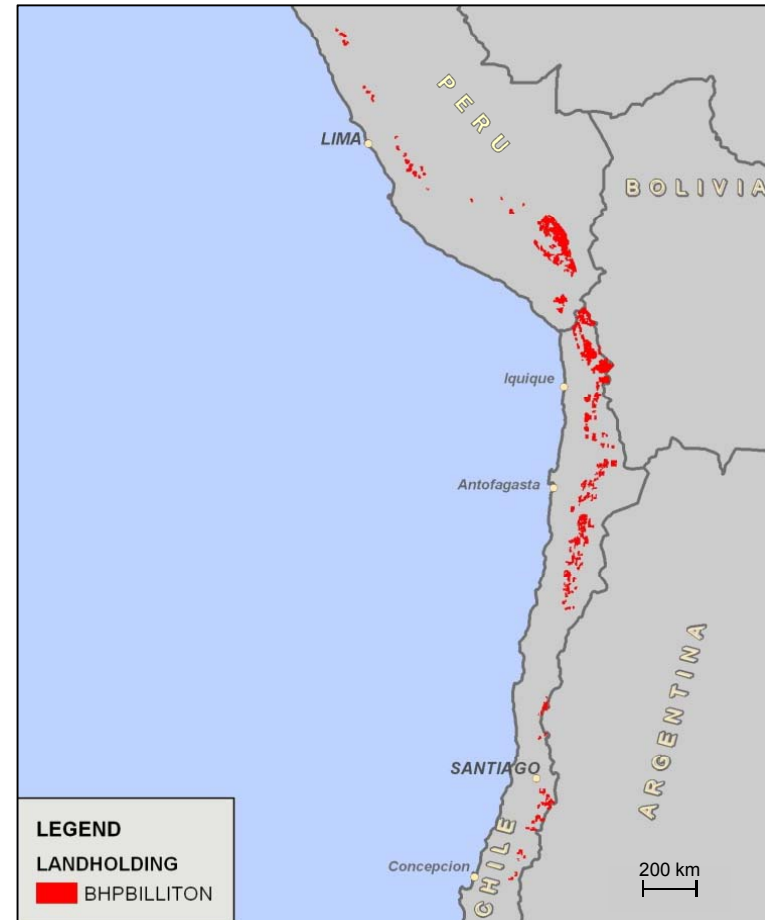 PERU
LIMA
BOLIVIA
Iquique
Antofagasta
ARGENTINA
SANTIAGO
CHILE
Concepcion
LEGEND
LANDHOLDING
BHPBILLITON
200 km